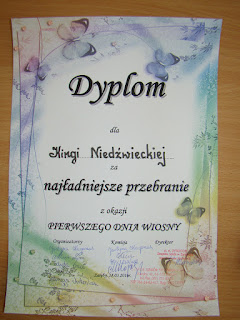 Dyplom
dla
Kingi Niedźwieckiej
za
najładniejsze przebranie
z okazji
PIERWSZEGO DNIA WIOSNY
Organizatorzy Komisja Dyrektor